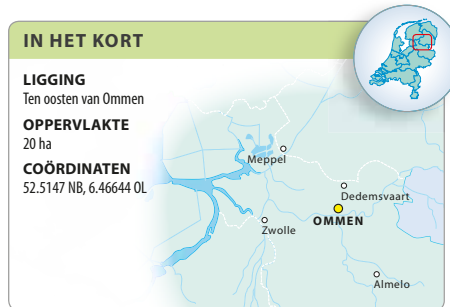 IN HET KORT
LIGGING
Ten oosten van Ommen
OPPERVLAKTE
20 ha
COÖRDINATEN
52.5147 NB, 6.46644 OL
Meppel
Dedemsvaart
OMMEN
Zwolle
Almelo